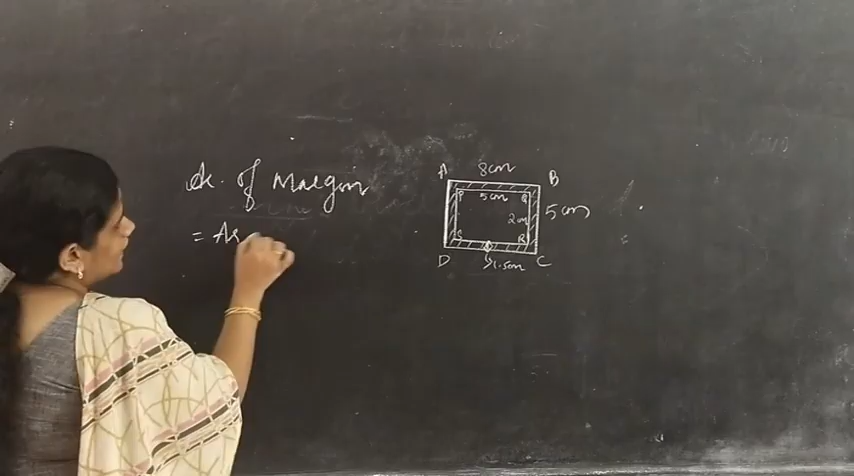 Ar. of Margin
= Ar
A 8cm B
P 5cm Q
5cm
2cm
S R
D 1.5cm C